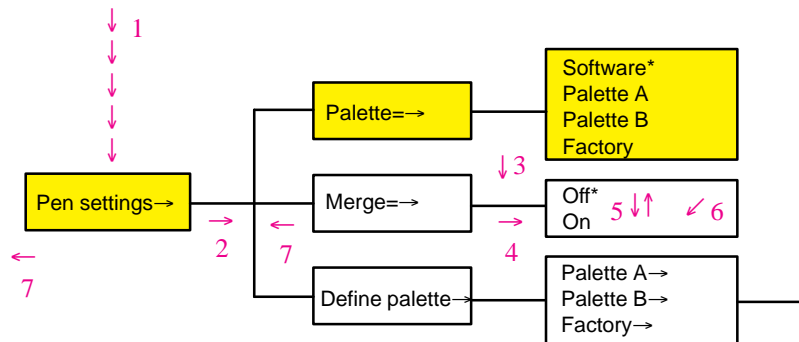 1
Software*
Palette A
Palette B
Factory
Palette=→
3
Pen settings→
Merge=→
Off*
On
5
6
2
7
4
7
Define palette→
Palette A→
Palette B→
Factory→